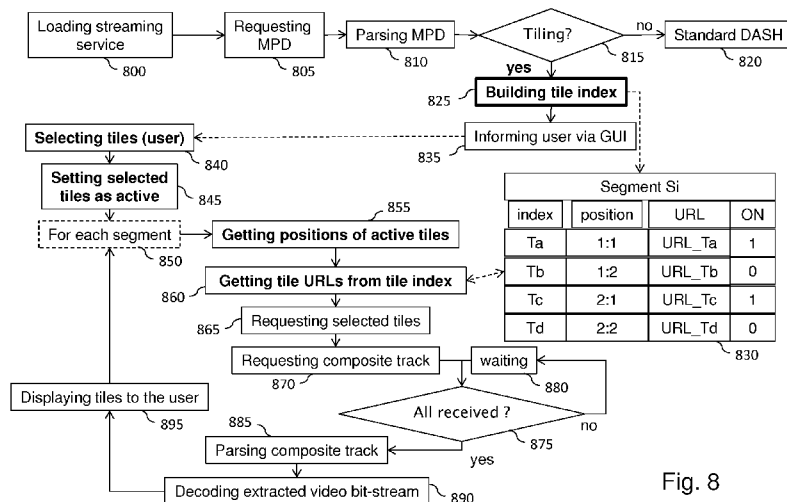 Loading streaming
service
800
Requesting
MPD
805
Parsing MPD
810
Tiling?
815
no
Standard DASH
820
yes
825
Building tile index
Informing user via GUI
835
Selecting tiles (user)
840
Setting selected
tiles as active
845
For each segment
850
855
Getting positions of active tiles
Getting tile URLs from tile index
860
865
Requesting selected tiles
Requesting composite track
870
waiting
880
All received ?
875
no
yes
885
Parsing composite track
Decoding extracted video bit-stream
890
Displaying tiles to the user
895
Segment Si
index position URL ON
Ta 1:1 URL_Ta 1
Tb 1:2 URL_Tb 0
Tc 2:1 URL_Tc 1
Td 2:2 URL_Td 0
830
Fig. 8